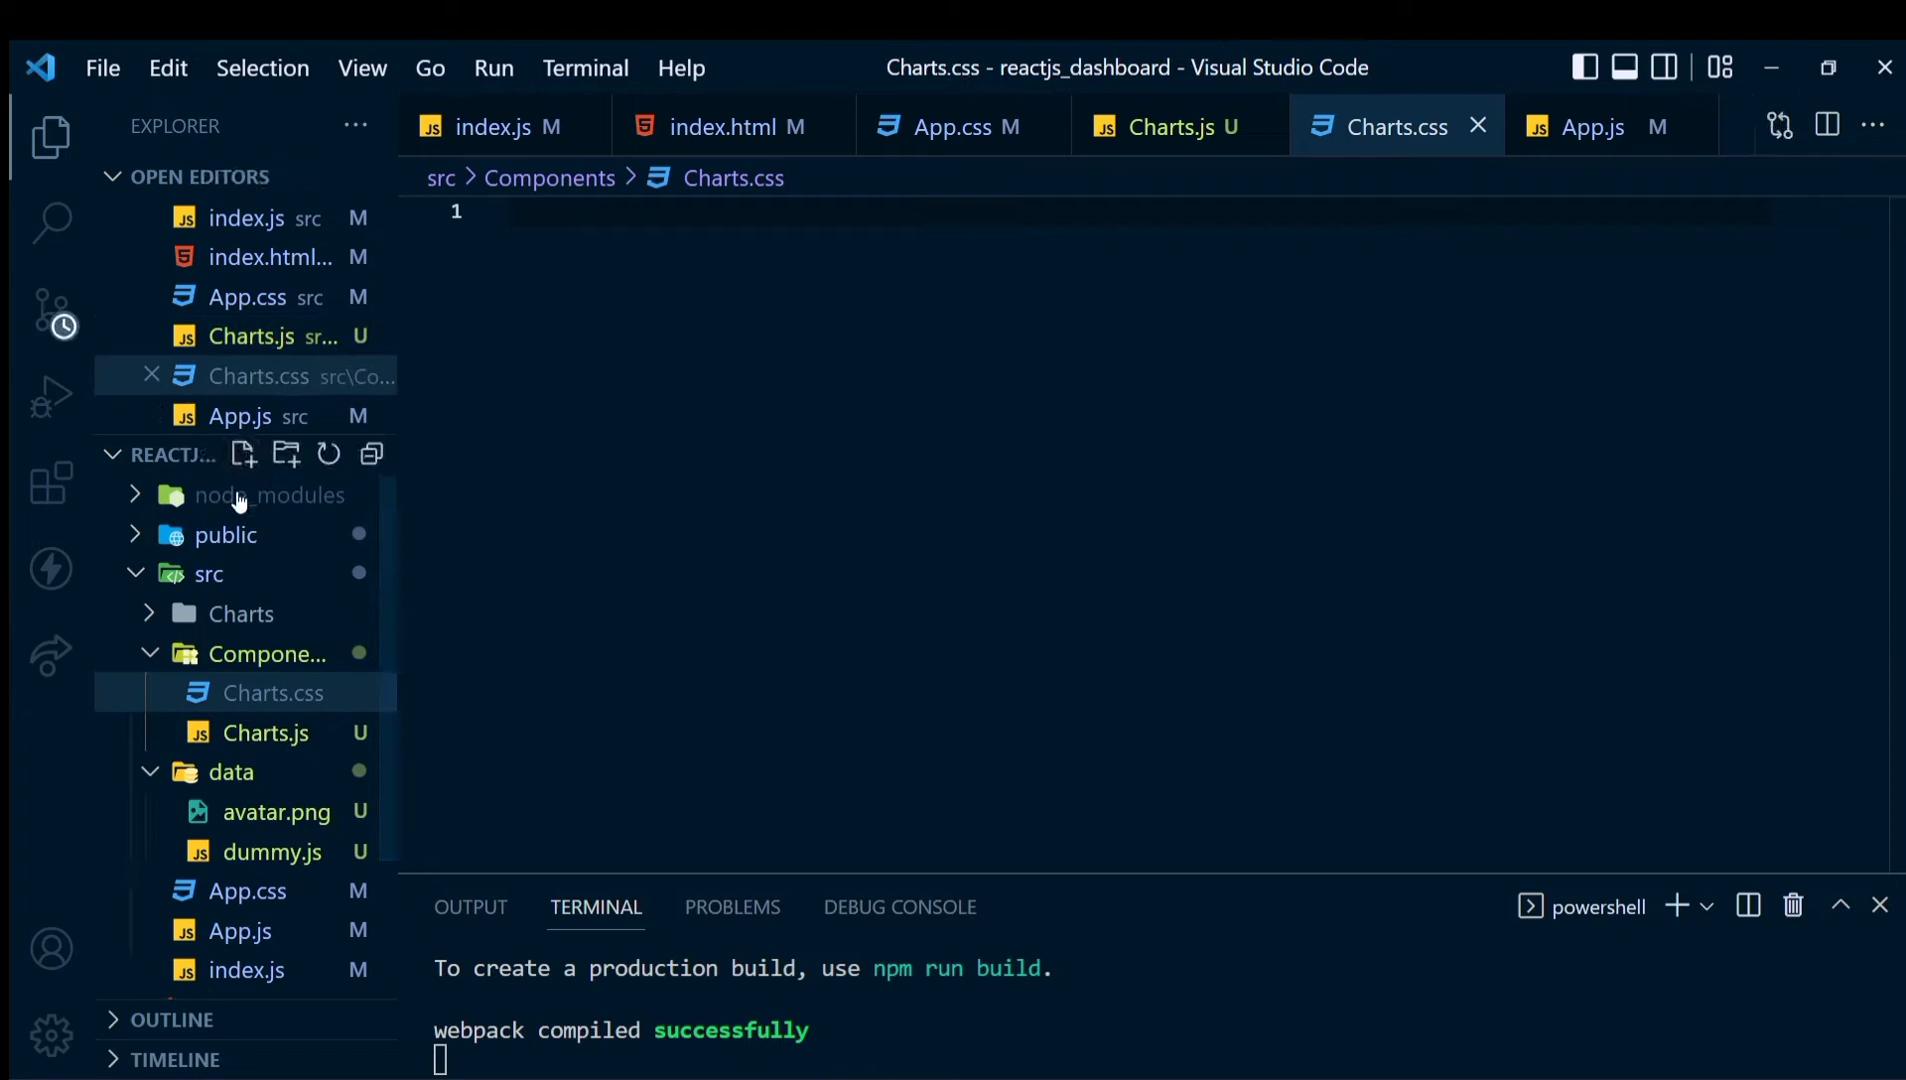 File Edit Selection View Go Run Terminal Help
Charts.css - reactjs_dashboard - Visual Studio Code
EXPLORER
OPEN EDITORS
index.js src M
index.html... M
App.css src M
Charts.js sr... U
Charts.css src\Co...
App.js src M
REACTJ...
node_modules
public
src
Charts
Compone...
Charts.css
Charts.js U
data
avatar.png U
dummy.js U
App.css M
App.js M
index.js M
OUTLINE
TIMELINE
index.js M
index.html M
App.css M
Charts.js U
Charts.css
App.js M
src > Components > Charts.css
1
OUTPUT TERMINAL PROBLEMS DEBUG CONSOLE
powershell
To create a production build, use npm run build.
webpack compiled successfully